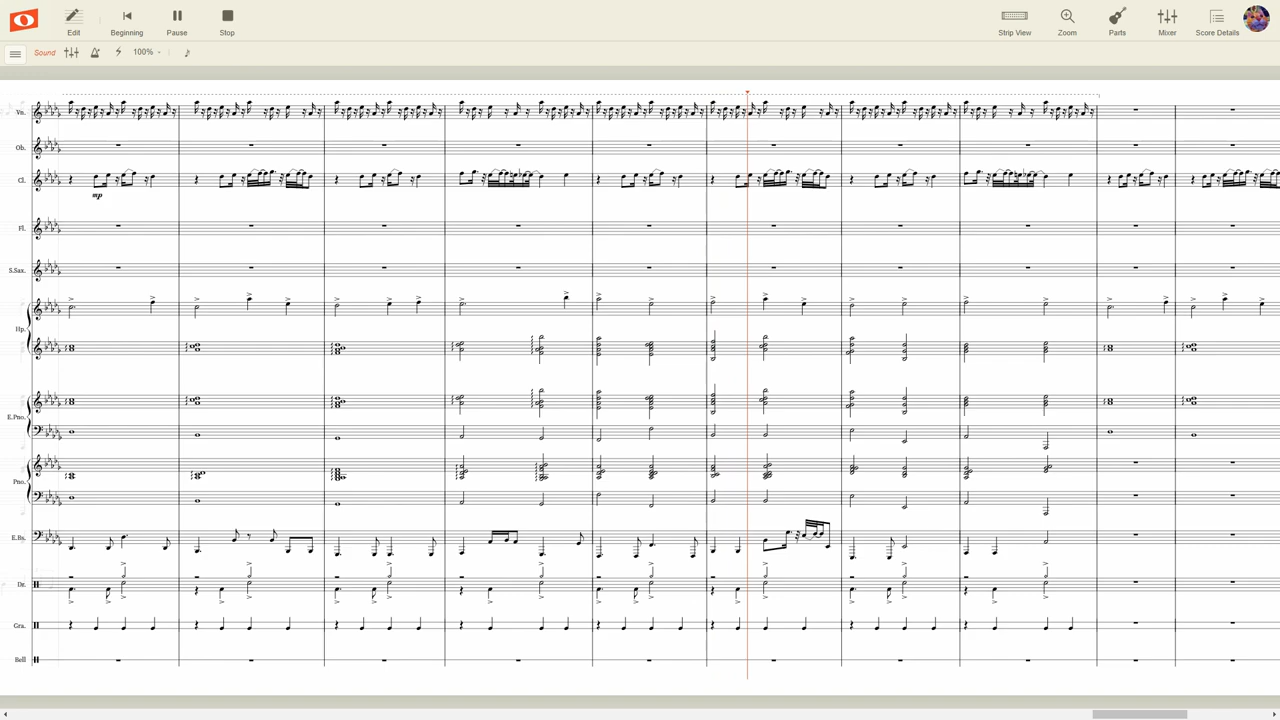 Edit Beginning Pause Stop Strip View Zoom Parts Mixer Score Details
Sound 100%
Vn.
Ob.
Cl.
mp
Fl.
S.Sax.
Hp.
E.Pno.
Pno.
E.Bs.
Dr.
Gra.
Bell